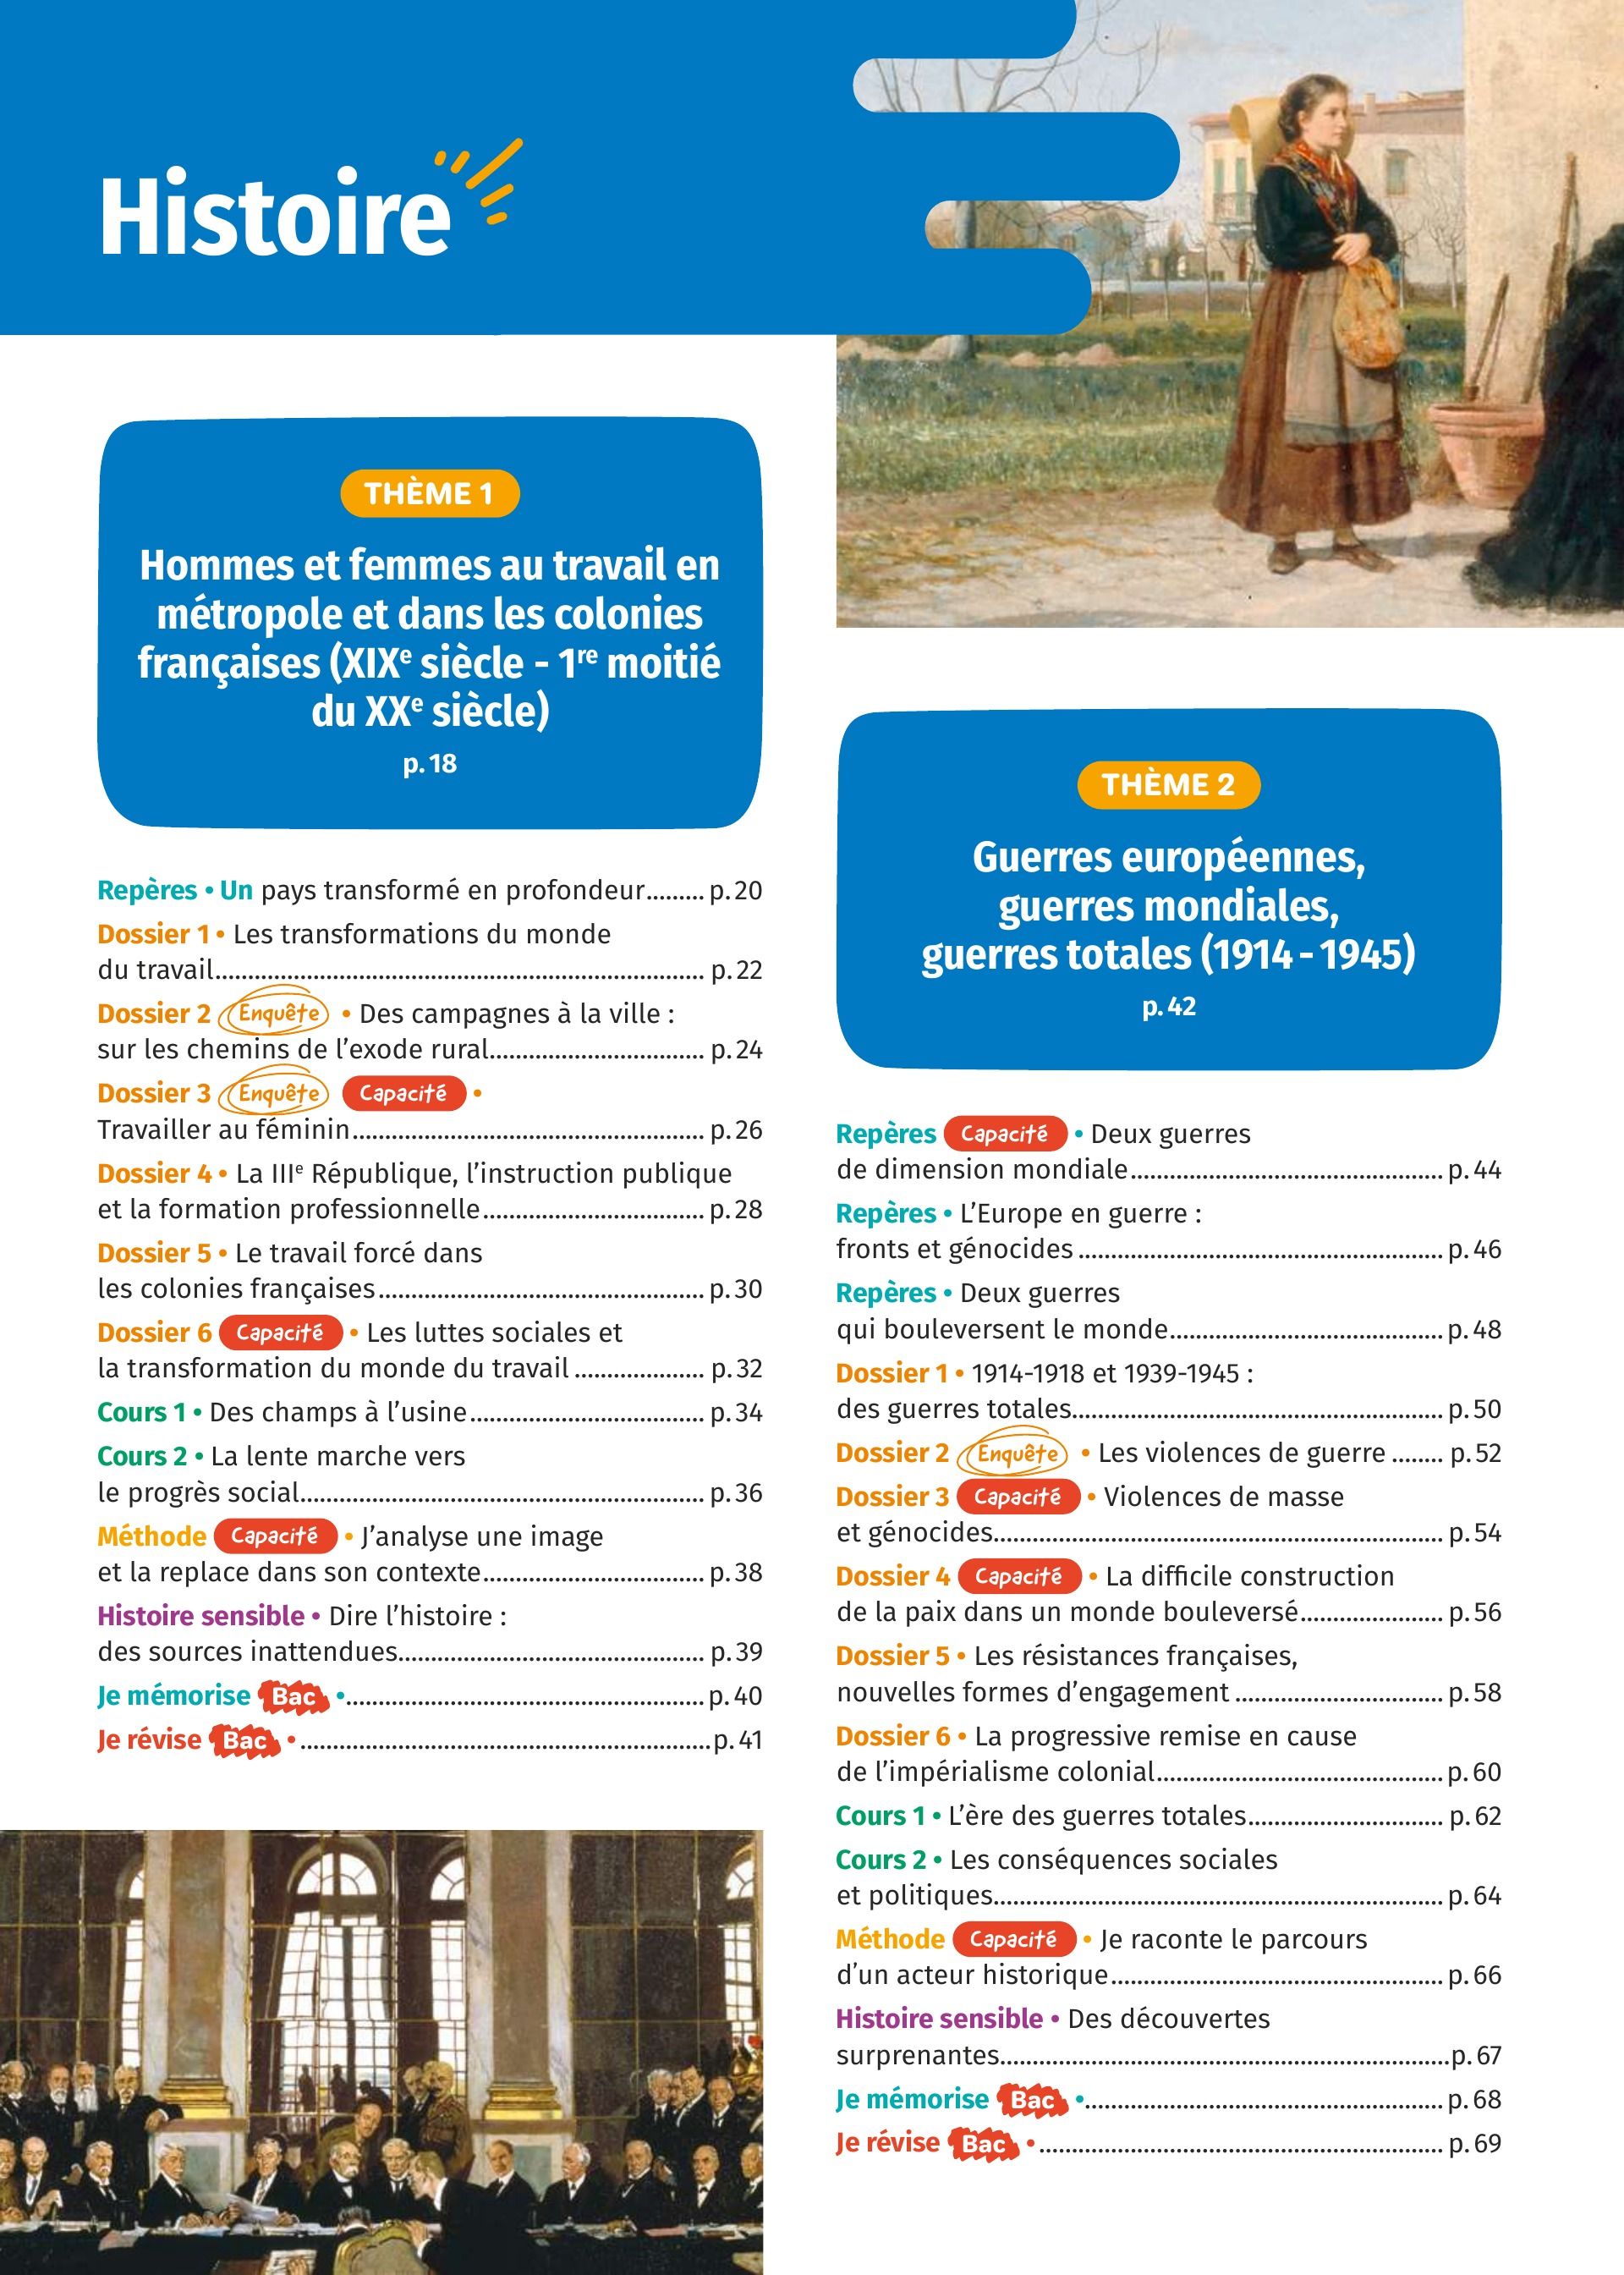 Histoire
THÈME 1
Hommes et femmes au travail en
métropole et dans les colonies
françaises (XIXe siècle - 1re moitié
du XXe siècle)
p. 18
Repères • Un pays transformé en profondeur........ p. 20
Dossier 1 • Les transformations du monde
du travail................................................................ p. 22
Dossier 2 Enquête • Des campagnes à la ville :
sur les chemins de l’exode rural............................ p. 24
Dossier 3 Enquête Capacité •
Travailler au féminin.............................................. p. 26
Dossier 4 • La IIIe République, l’instruction publique
et la formation professionnelle............................. p. 28
Dossier 5 • Le travail forcé dans
les colonies françaises........................................... p. 30
Dossier 6 Capacité • Les luttes sociales et
la transformation du monde du travail ................. p. 32
Cours 1 • Des champs à l’usine............................... p. 34
Cours 2 • La lente marche vers
le progrès social..................................................... p. 36
Méthode Capacité • J’analyse une image
et la replace dans son contexte............................. p. 38
Histoire sensible • Dire l’histoire :
des sources inattendues........................................ p. 39
Je mémorise Bac •............................................... p. 40
Je révise Bac •...................................................... p. 41
THÈME 2
Guerres européennes,
guerres mondiales,
guerres totales (1914 - 1945)
p. 42
Repères Capacité • Deux guerres
de dimension mondiale......................................... p. 44
Repères • L’Europe en guerre :
fronts et génocides ................................................ p. 46
Repères • Deux guerres
qui bouleversent le monde.................................... p. 48
Dossier 1 • 1914-1918 et 1939-1945 :
des guerres totales................................................. p. 50
Dossier 2 Enquête • Les violences de guerre ....... p. 52
Dossier 3 Capacité • Violences de masse
et génocides........................................................... p. 54
Dossier 4 Capacité • La difficile construction
de la paix dans un monde bouleversé................... p. 56
Dossier 5 • Les résistances françaises,
nouvelles formes d’engagement ........................... p. 58
Dossier 6 • La progressive remise en cause
de l’impérialisme colonial...................................... p. 60
Cours 1 • L’ère des guerres totales......................... p. 62
Cours 2 • Les conséquences sociales
et politiques........................................................... p. 64
Méthode Capacité • Je raconte le parcours
d’un acteur historique............................................ p. 66
Histoire sensible • Des découvertes
surprenantes........................................................... p. 67
Je mémorise Bac •............................................... p. 68
Je révise Bac •..................................................... p. 69